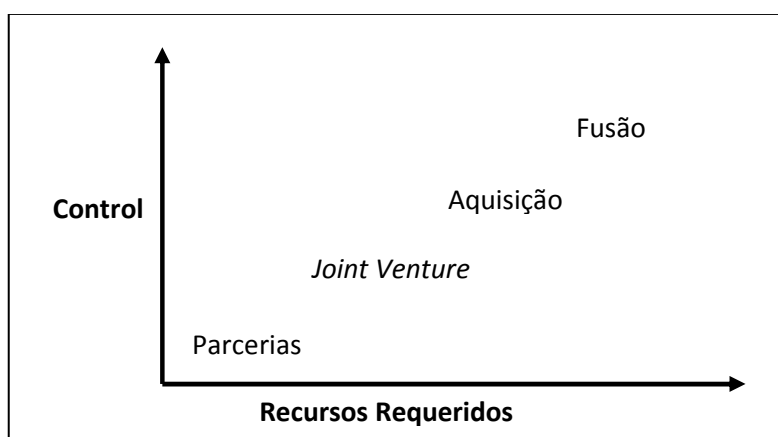 Fusão
Aquisição
Control
Joint Venture
Parcerias
Recursos Requeridos